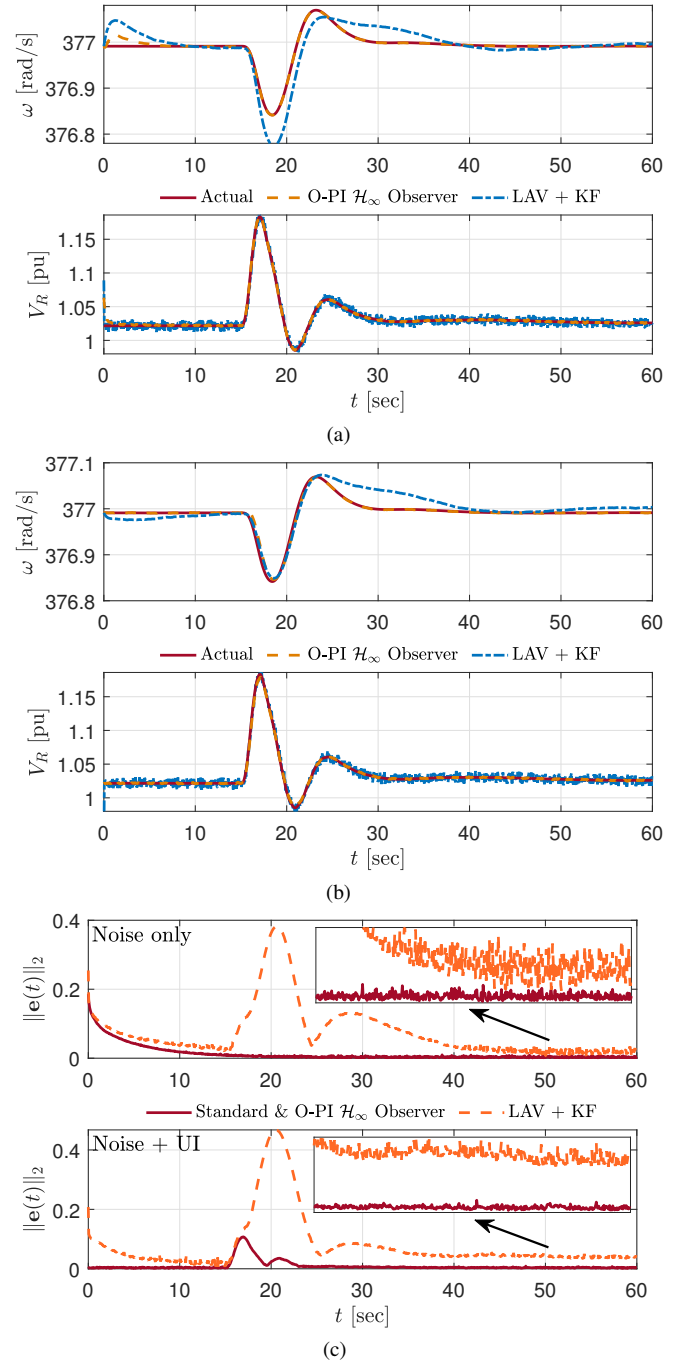 377
376.9
376.8
ω [rad/s]
0 10 20 30 40 50 60
Actual O-PI ℋ∞ Observer LAV + KF
1.15
1.1
1.05
1
V_R [pu]
0 10 20 30 40 50 60
t [sec]
(a)
377.1
377
376.9
376.8
ω [rad/s]
0 10 20 30 40 50 60
Actual O-PI ℋ∞ Observer LAV + KF
1.15
1.1
1.05
1
V_R [pu]
0 10 20 30 40 50 60
t [sec]
(b)
0.4
0.2
0
‖e(t)‖₂
Noise only
0 10 20 30 40 50 60
Standard & O-PI ℋ∞ Observer LAV + KF
0.4
0.2
0
‖e(t)‖₂
Noise + UI
0 10 20 30 40 50 60
t [sec]
(c)